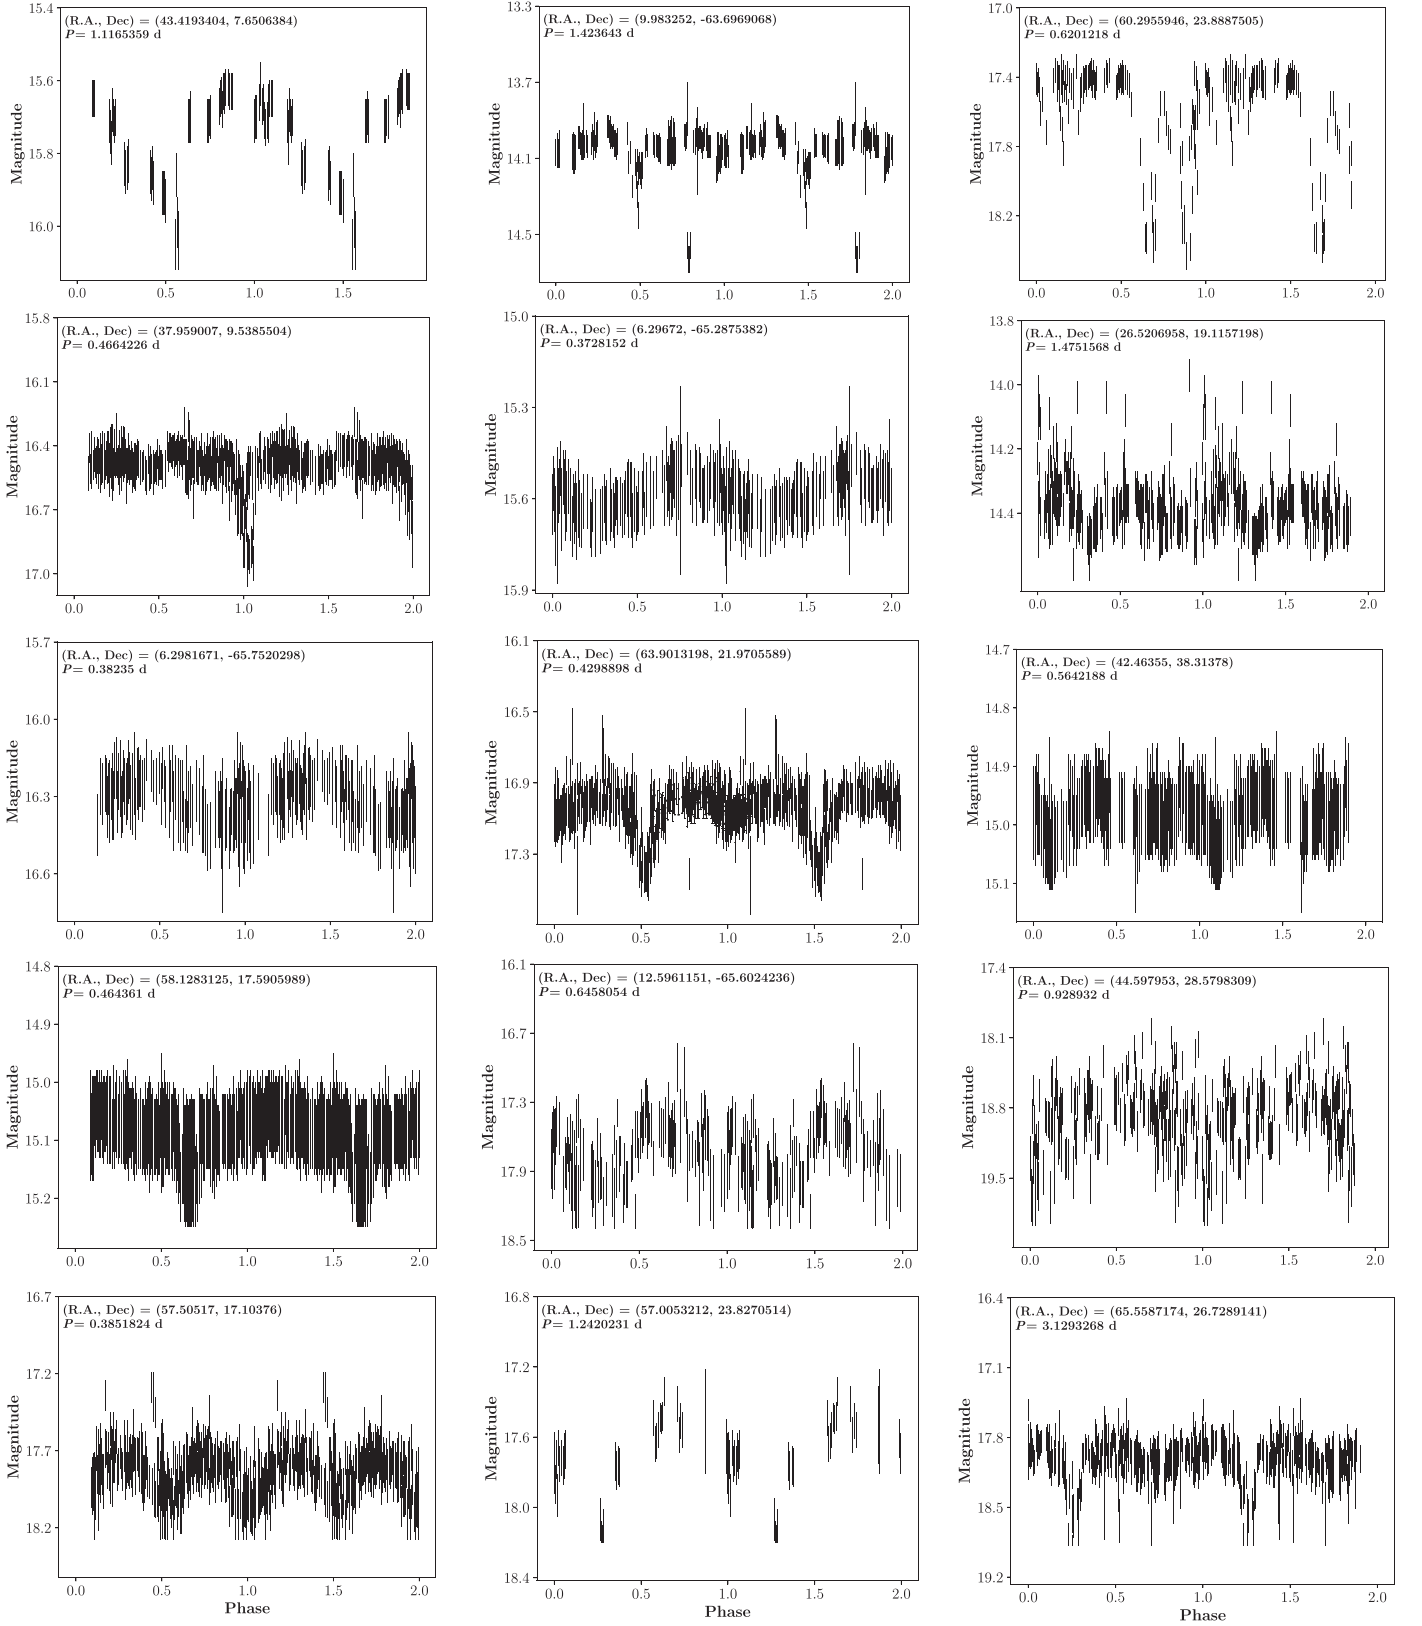 (R.A., Dec) = (43.4193404, 7.6506384)
P= 1.1165359 d
Magnitude
15.4
15.6
15.8
16.0
0.0 0.5 1.0 1.5
(R.A., Dec) = (9.983252, -63.6969068)
P= 1.423643 d
Magnitude
13.3
13.7
14.1
14.5
0.0 0.5 1.0 1.5 2.0
(R.A., Dec) = (60.2955946, 23.8887505)
P= 0.6201218 d
Magnitude
17.0
17.4
17.8
18.2
0.0 0.5 1.0 1.5 2.0
(R.A., Dec) = (37.959007, 9.5385504)
P= 0.4664226 d
Magnitude
15.8
16.1
16.4
16.7
17.0
0.0 0.5 1.0 1.5 2.0
(R.A., Dec) = (6.29672, -65.2875382)
P= 0.3728152 d
Magnitude
15.0
15.3
15.6
15.9
0.0 0.5 1.0 1.5 2.0
(R.A., Dec) = (26.5206958, 19.1157198)
P= 1.4751568 d
Magnitude
13.8
14.0
14.2
14.4
0.0 0.5 1.0 1.5 2.0
(R.A., Dec) = (6.2981671, -65.7520298)
P= 0.38235 d
Magnitude
15.7
16.0
16.3
16.6
0.0 0.5 1.0 1.5 2.0
(R.A., Dec) = (63.9013198, 21.9705589)
P= 0.4298898 d
Magnitude
16.1
16.5
16.9
17.3
0.0 0.5 1.0 1.5 2.0
(R.A., Dec) = (42.46355, 38.31378)
P= 0.5642188 d
Magnitude
14.7
14.8
14.9
15.0
15.1
0.0 0.5 1.0 1.5 2.0
(R.A., Dec) = (58.1283125, 17.5905989)
P= 0.464361 d
Magnitude
14.8
14.9
15.0
15.1
15.2
0.0 0.5 1.0 1.5 2.0
(R.A., Dec) = (12.5961151, -65.6024236)
P= 0.6458054 d
Magnitude
16.1
16.7
17.3
17.9
18.5
0.0 0.5 1.0 1.5 2.0
(R.A., Dec) = (44.597953, 28.5798309)
P= 0.928932 d
Magnitude
17.4
18.1
18.8
19.5
0.0 0.5 1.0 1.5 2.0
(R.A., Dec) = (57.50517, 17.10376)
P= 0.3851824 d
Magnitude
16.7
17.2
17.7
18.2
0.0 0.5 1.0 1.5 2.0
Phase
(R.A., Dec) = (57.0053212, 23.8270514)
P= 1.2420231 d
Magnitude
16.8
17.2
17.6
18.0
18.4
0.0 0.5 1.0 1.5 2.0
Phase
(R.A., Dec) = (65.5587174, 26.7289141)
P= 3.1293268 d
Magnitude
16.4
17.1
17.8
18.5
19.2
0.0 0.5 1.0 1.5 2.0
Phase